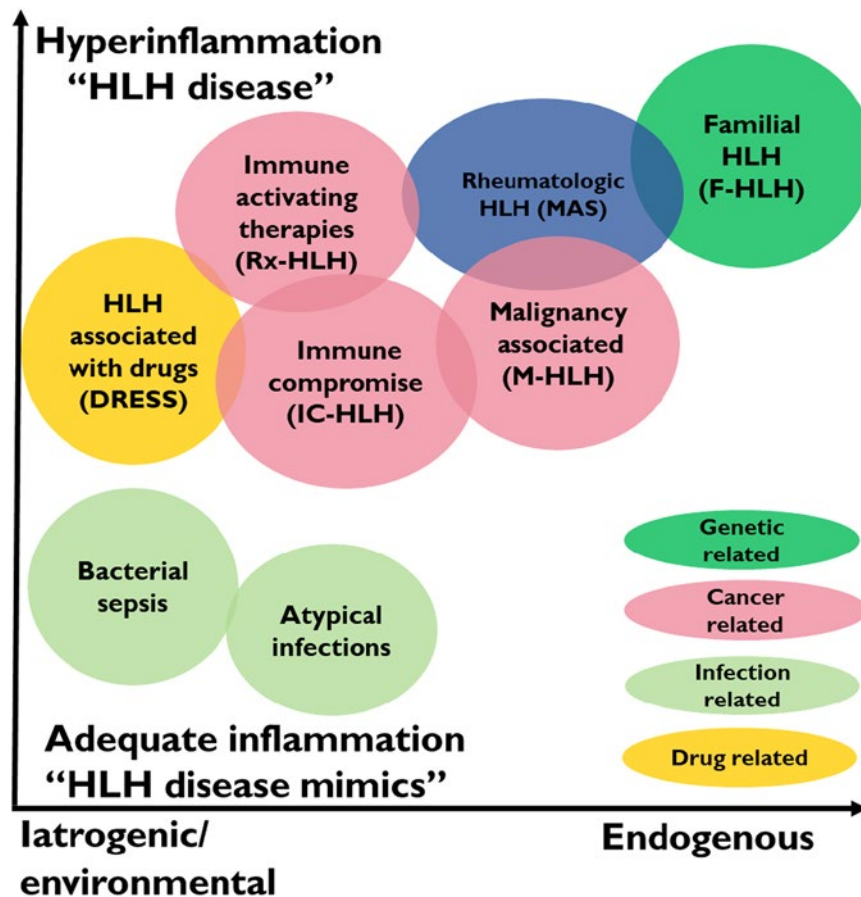 Hyperinflammation
“HLH disease”
Familial
HLH
(F-HLH)
Immune
activating
therapies
(Rx-HLH)
Rheumatologic
HLH (MAS)
HLH
associated
with drugs
(DRESS)
Immune
compromise
(IC-HLH)
Malignancy
associated
(M-HLH)
Bacterial
sepsis
Atypical
infections
Genetic
related
Cancer
related
Infection
related
Drug related
Adequate inflammation
“HLH disease mimics”
Iatrogenic/
environmental
Endogenous